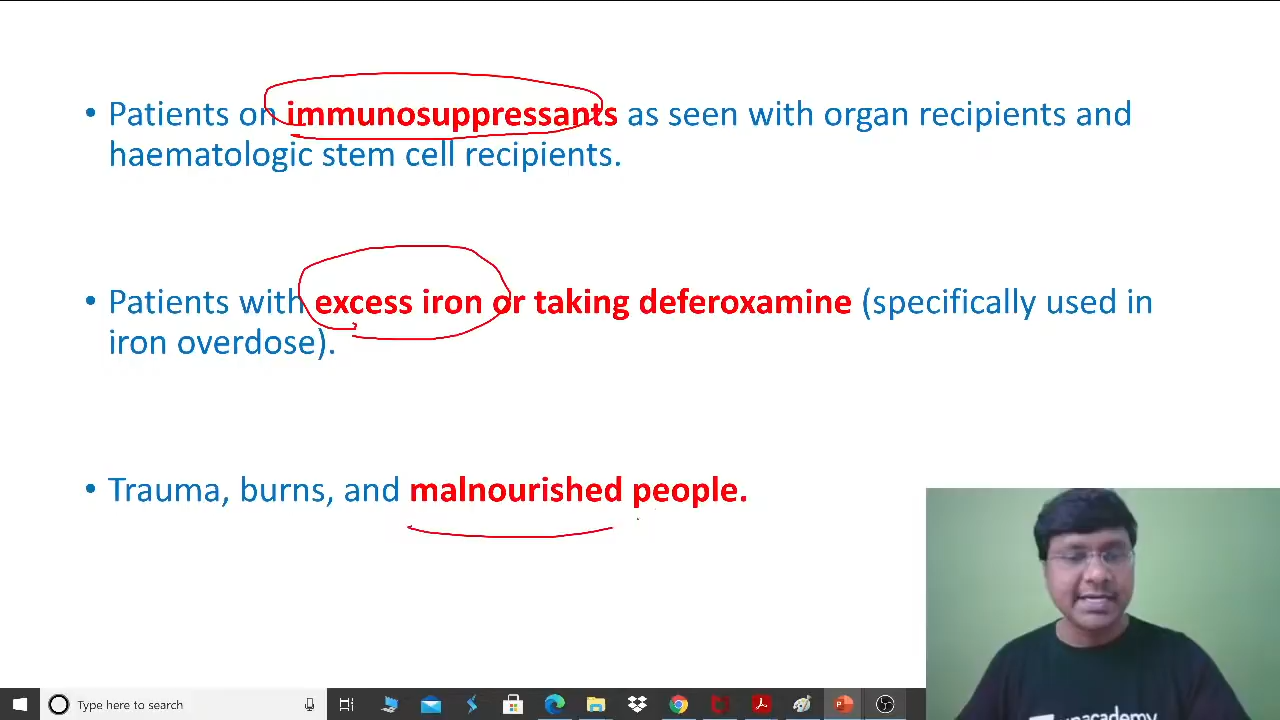 • Patients on immunosuppressants as seen with organ recipients and
haematologic stem cell recipients.
• Patients with excess iron or taking deferoxamine (specifically used in
iron overdose).
• Trauma, burns, and malnourished people.
Type here to search
unacademy